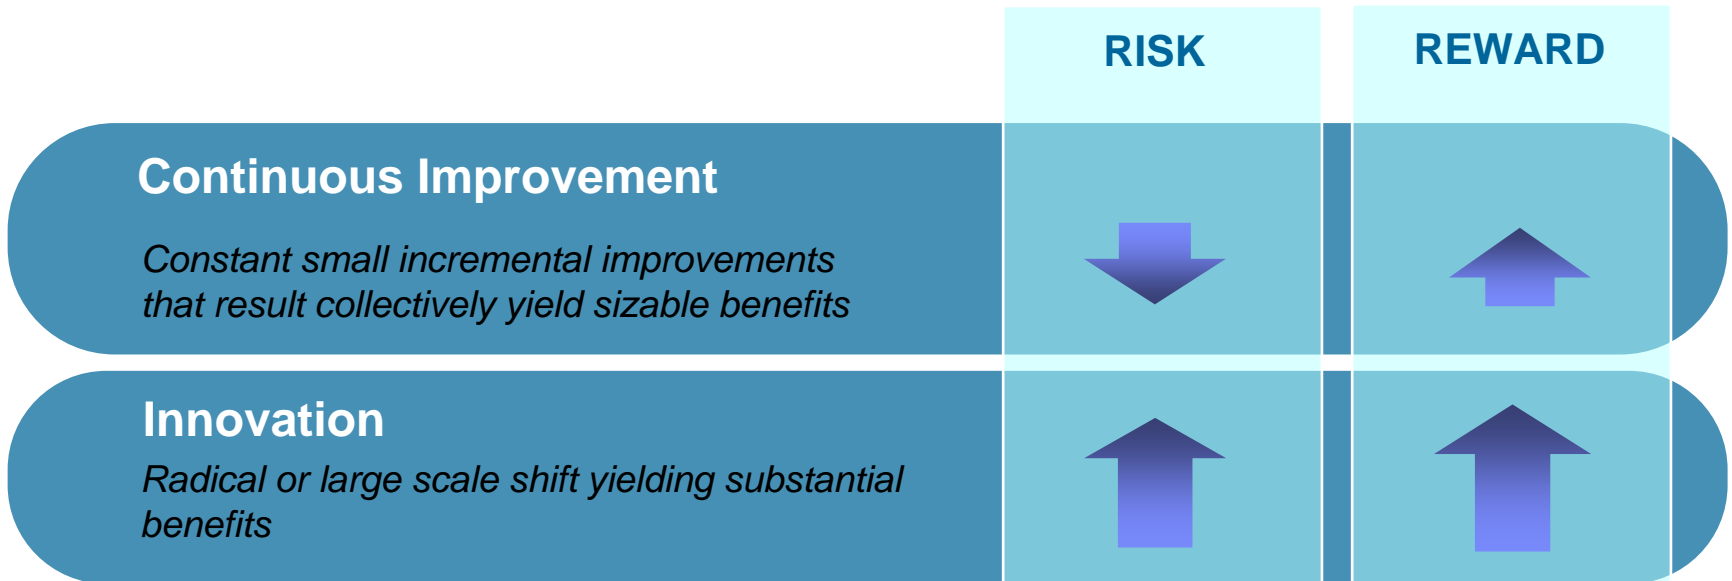 RISK
REWARD
Continuous Improvement
Constant small incremental improvements
that result collectively yield sizable benefits
Innovation
Radical or large scale shift yielding substantial
benefits